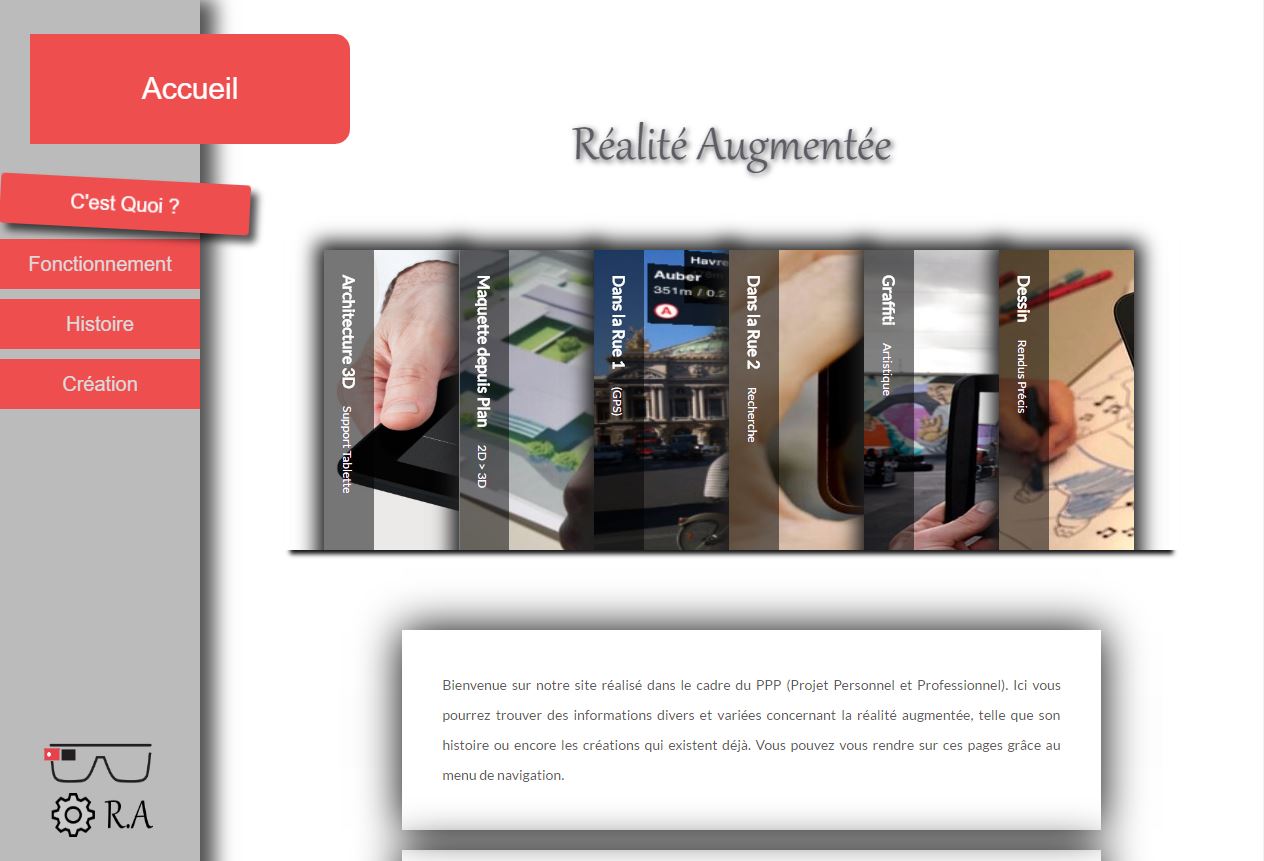 Accueil
C'est Quoi ?
Fonctionnement
Histoire
Création
R.A
Réalité Augmentée
Architecture 3D Support Tablette
Maquette depuis Plan 2D > 3D
Dans la Rue 1 (GPS)
Havre
Auber
351m / 0.2
A
Dans la Rue 2 Recherche
Graffiti Artistique
Dessin Rendus Précis
Bienvenue sur notre site réalisé dans le cadre du PPP (Projet Personnel et Professionnel). Ici vous
pourrez trouver des informations divers et variées concernant la réalité augmentée, telle que son
histoire ou encore les créations qui existent déjà. Vous pouvez vous rendre sur ces pages grâce au
menu de navigation.